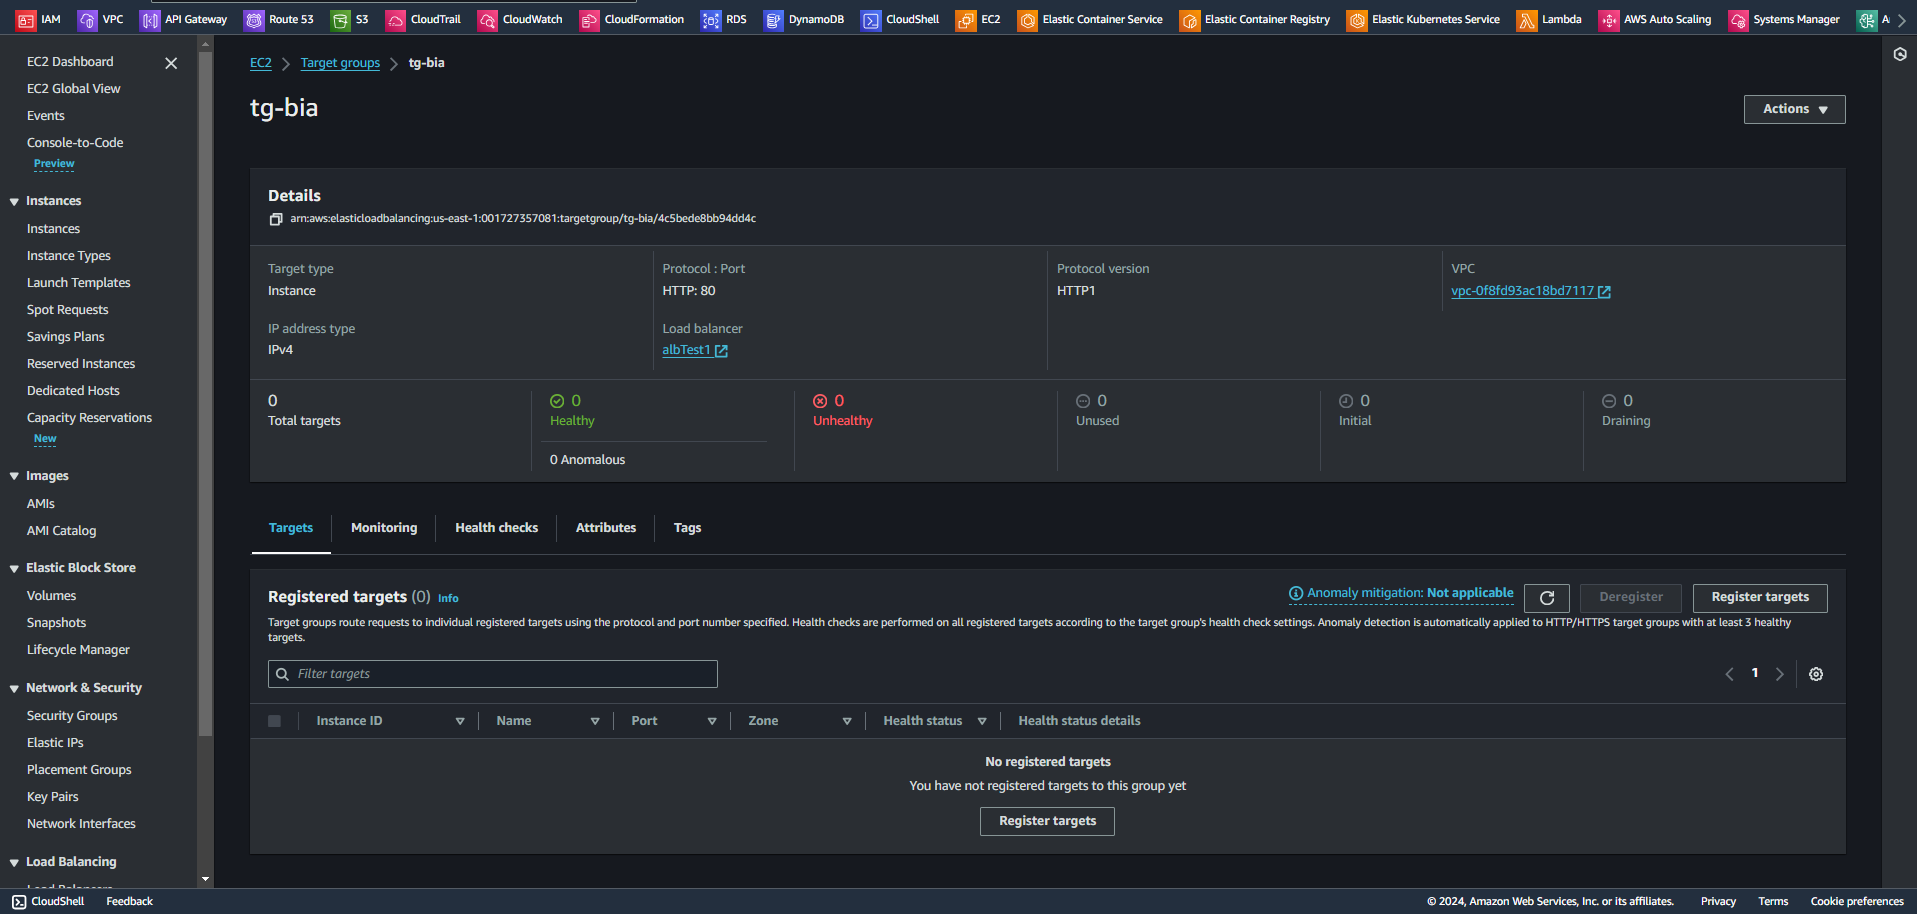 IAM VPC API Gateway Route 53 S3 CloudTrail CloudWatch CloudFormation RDS DynamoDB CloudShell EC2 Elastic Container Service Elastic Container Registry Elastic Kubernetes Service Lambda AWS Auto Scaling Systems Manager
EC2 Dashboard
EC2 Global View
Events
Console-to-Code
Preview
Instances
Instances
Instance Types
Launch Templates
Spot Requests
Savings Plans
Reserved Instances
Dedicated Hosts
Capacity Reservations
New
Images
AMIs
AMI Catalog
Elastic Block Store
Volumes
Snapshots
Lifecycle Manager
Network & Security
Security Groups
Elastic IPs
Placement Groups
Key Pairs
Network Interfaces
Load Balancing
Load Balancers
EC2 Target groups tg-bia
tg-bia
Actions
Details
arn:aws:elasticloadbalancing:us-east-1:001727357081:targetgroup/tg-bia/4c5bede8bb94dd4c
Target type
Instance
Protocol : Port
HTTP: 80
Protocol version
HTTP1
VPC
vpc-0f8fd93ac18bd7117
IP address type
IPv4
Load balancer
albTest1
0
Total targets
0
Healthy
0 Anomalous
0
Unhealthy
0
Unused
0
Initial
0
Draining
Targets Monitoring Health checks Attributes Tags
Registered targets (0) Info
Anomaly mitigation: Not applicable
Deregister
Register targets
Target groups route requests to individual registered targets using the protocol and port number specified. Health checks are performed on all registered targets according to the target group's health check settings. Anomaly detection is automatically applied to HTTP/HTTPS target groups with at least 3 healthy
targets.
Filter targets
1
Instance ID Name Port Zone Health status Health status details
No registered targets
You have not registered targets to this group yet
Register targets
CloudShell Feedback
© 2024, Amazon Web Services, Inc. or its affiliates. Privacy Terms Cookie preferences